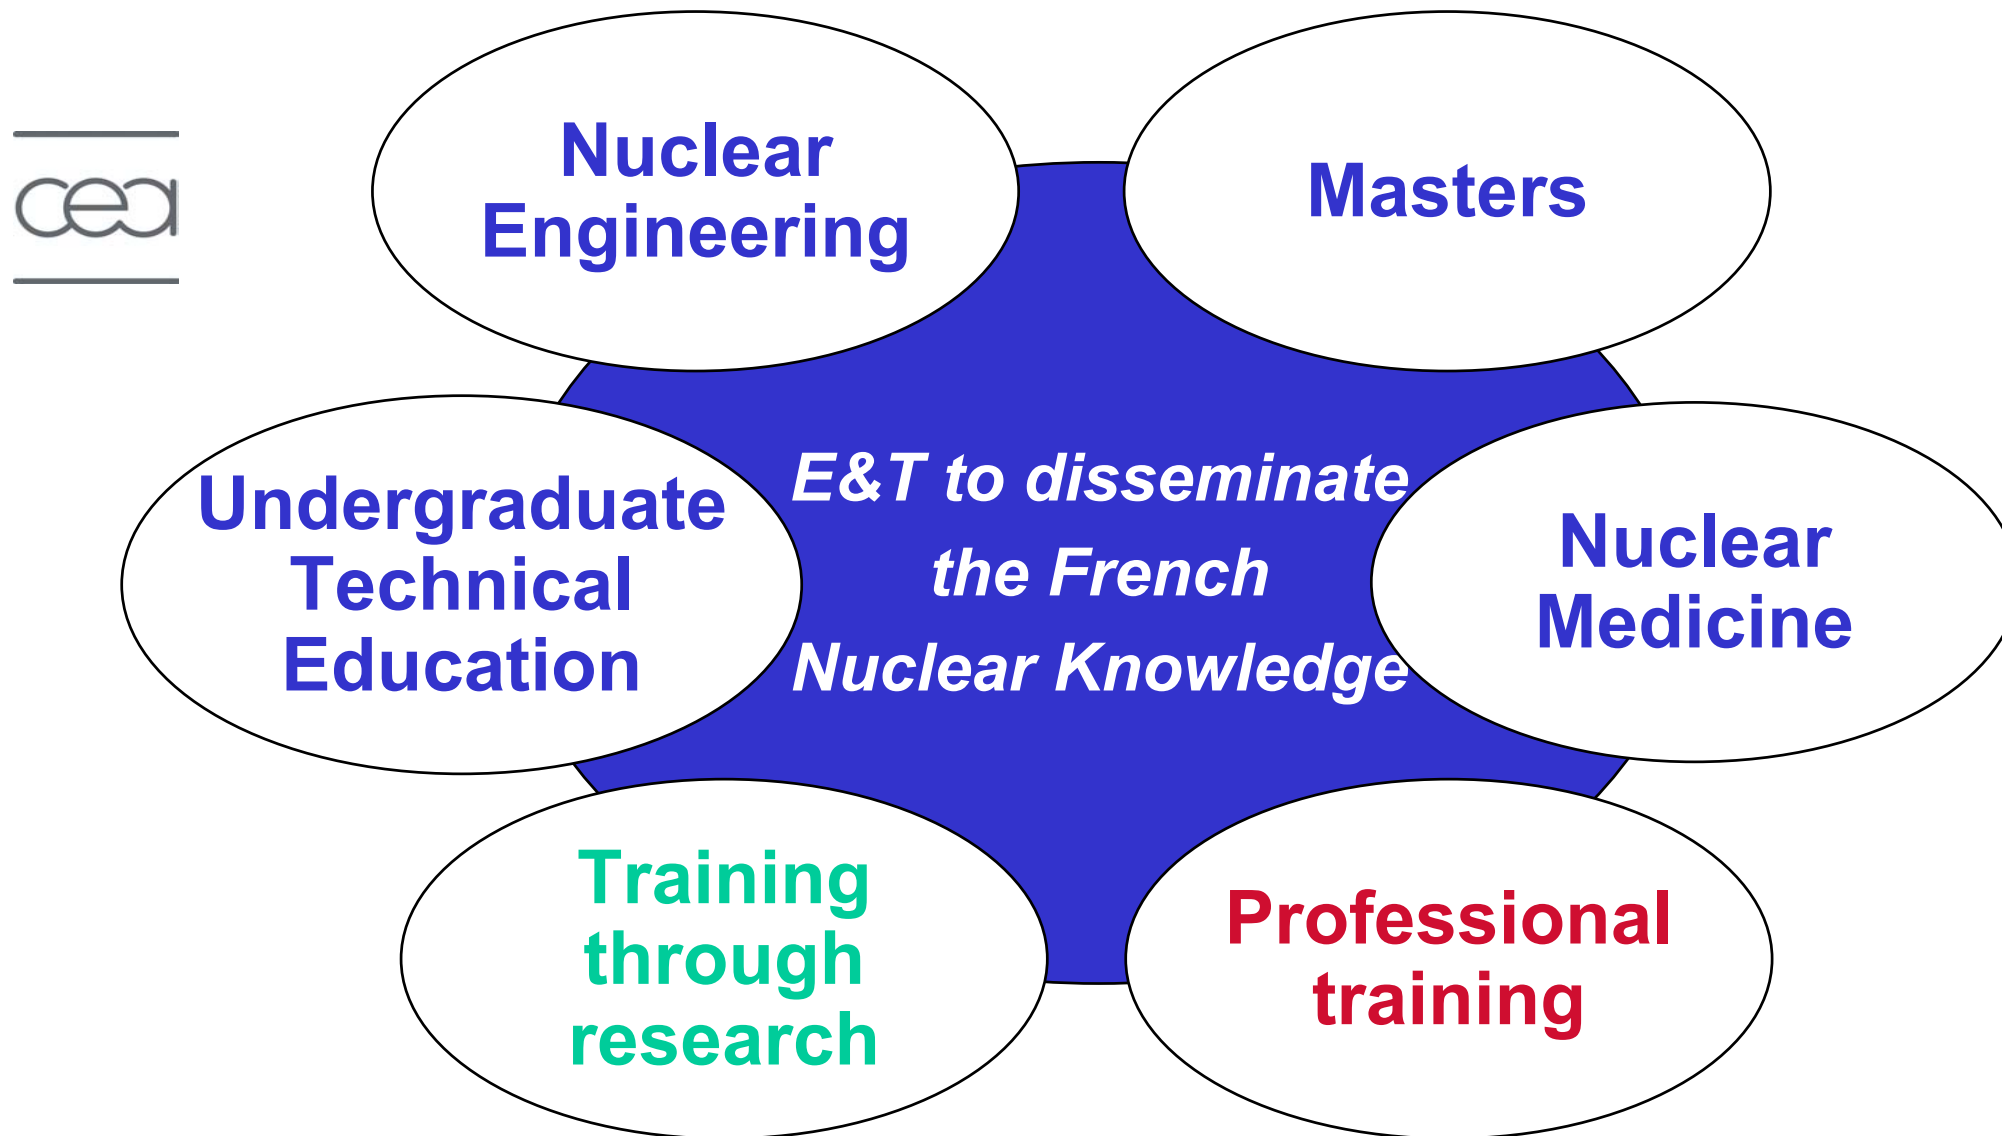 cea
Nuclear
Engineering
Masters
Undergraduate
Technical
Education
E&T to disseminate
the French
Nuclear Knowledge
Nuclear
Medicine
Training
through
research
Professional
training